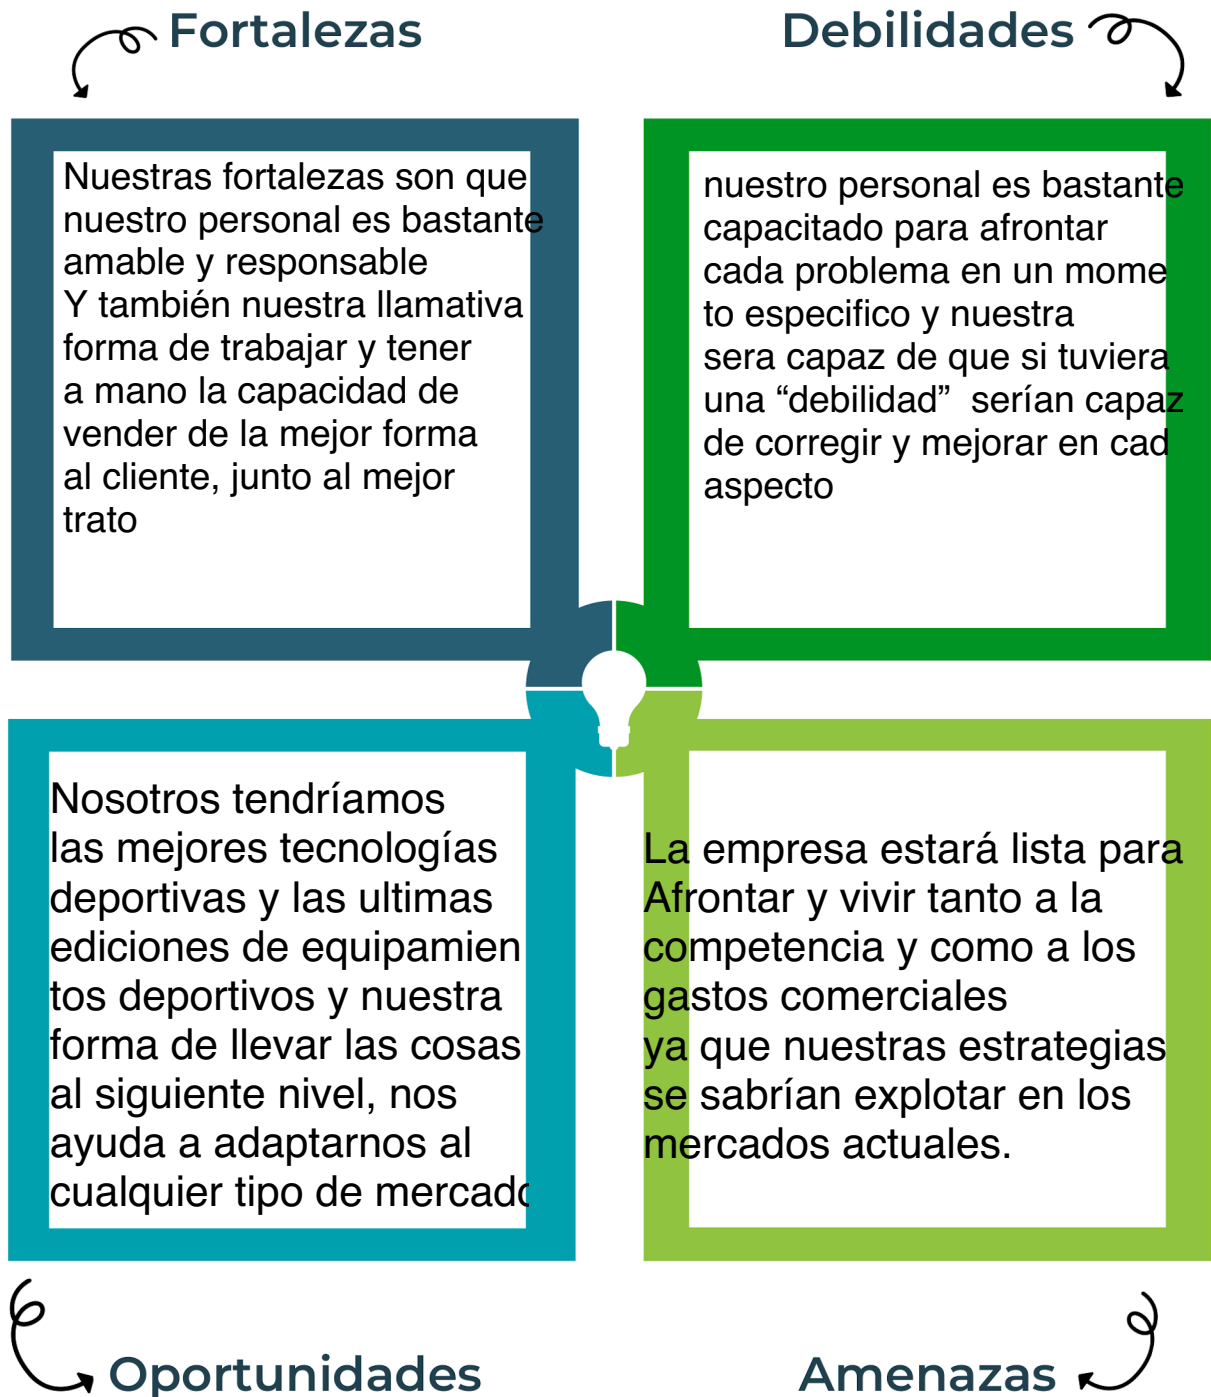 Fortalezas
Nuestras fortalezas son que
nuestro personal es bastante
amable y responsable
Y también nuestra llamativa
forma de trabajar y tener
a mano la capacidad de
vender de la mejor forma
al cliente, junto al mejor
trato
Debilidades
nuestro personal es bastante
capacitado para afrontar
cada problema en un mome
to especifico y nuestra
sera capaz de que si tuviera
una “debilidad”  serían capaz
de corregir y mejorar en cad
aspecto
Nosotros tendríamos
las mejores tecnologías
deportivas y las ultimas
ediciones de equipamien
tos deportivos y nuestra
forma de llevar las cosas
al siguiente nivel, nos
ayuda a adaptarnos al
cualquier tipo de mercado
Oportunidades
La empresa estará lista para
Afrontar y vivir tanto a la
competencia y como a los
gastos comerciales
ya que nuestras estrategias
se sabrían explotar en los
mercados actuales.
Amenazas